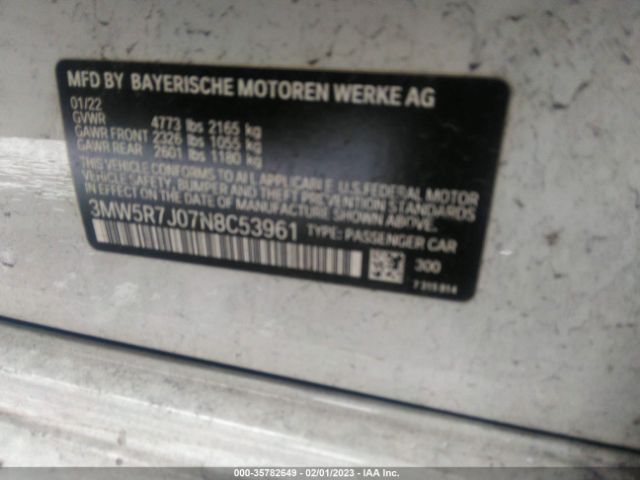 MFD BY BAYERISCHE MOTOREN WERKE AG
01/22
GVWR 4773 lbs 2165 kg
GAWR FRONT 2326 lbs 1055 kg
GAWR REAR 2601 lbs 1180 kg
THIS VEHICLE CONFORMS TO ALL APPLICABLE U.S. FEDERAL MOTOR
VEHICLE SAFETY, BUMPER, AND THEFT PREVENTION STANDARDS IN EFFECT
ON THE DATE OF MANUFACTURE SHOWN ABOVE.
3MW5R7J07N8C53961 TYPE: PASSENGER CAR
300
7 319 814
000-35782649 // 02/01/2023 // IAA Inc.